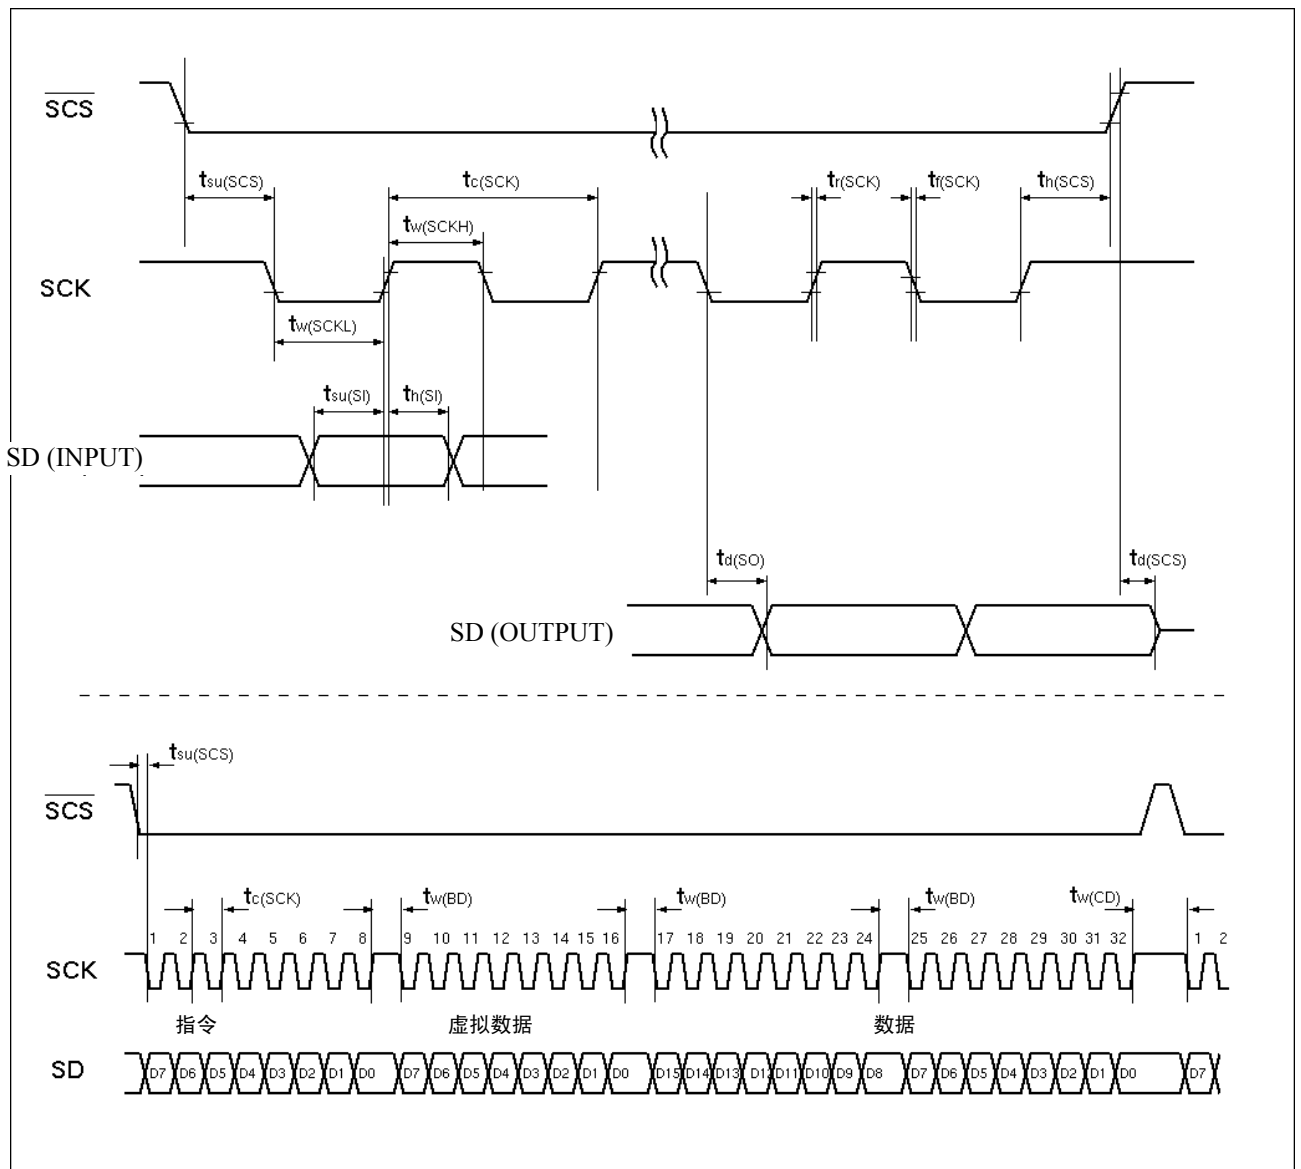 SCS
tsu(SCS) tc(SCK) tr(SCK) tf(SCK) th(SCS)
tw(SCKH)
SCK
tw(SCKL)
tsu(SI) th(SI)
SD (INPUT)
td(SO) td(SCS)
SD (OUTPUT)
tsu(SCS)
SCS
tc(SCK) tw(BD) tw(BD) tw(BD) tw(CD)
1 2 3 4 5 6 7 8 9 10 11 12 13 14 15 16 17 18 19 20 21 22 23 24 25 26 27 28 29 30 31 32 1 2
SCK
指令 虚拟数据 数据
SD D7 D6 D5 D4 D3 D2 D1 D0 D7 D6 D5 D4 D3 D2 D1 D0 D15 D14 D13 D12 D11 D10 D9 D8 D7 D6 D5 D4 D3 D2 D1 D0 D7